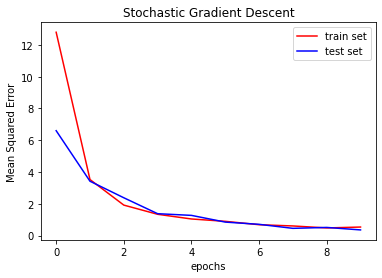 Stochastic Gradient Descent
train set
test set
Mean Squared Error
12
10
8
6
4
2
0
0 2 4 6 8
epochs